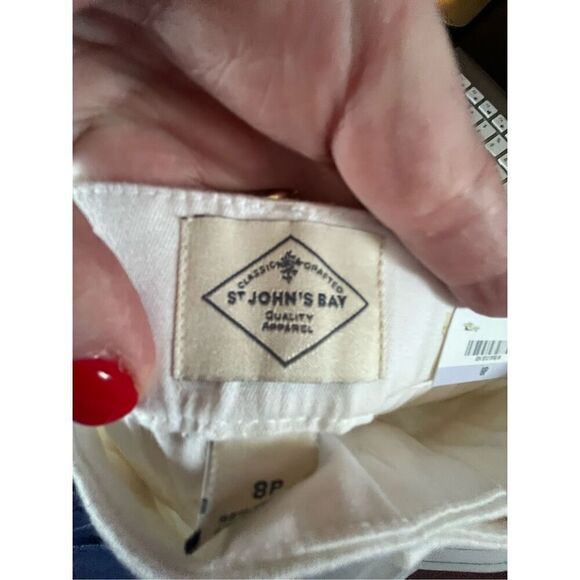 CLASSIC CRAFTED
ST JOHN'S BAY
QUALITY
APPAREL
8P
8P